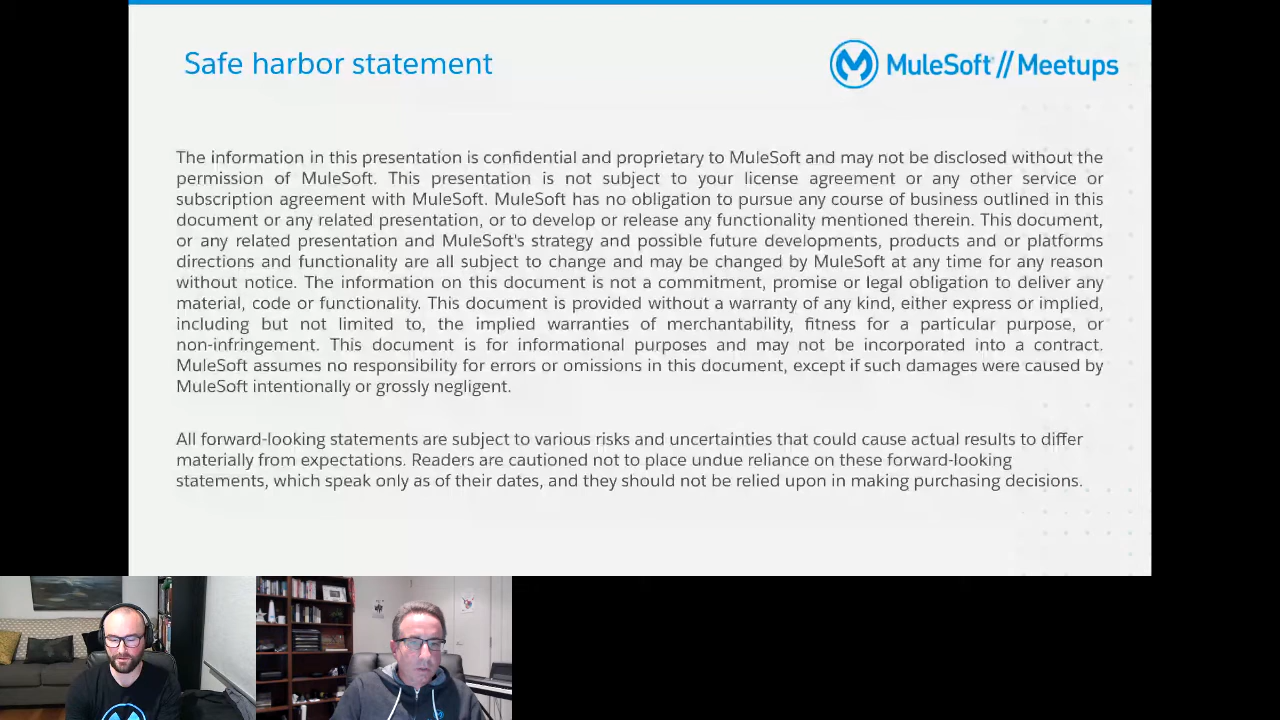 Safe harbor statement
MuleSoft // Meetups
The information in this presentation is confidential and proprietary to MuleSoft and may not be disclosed without the
permission of MuleSoft. This presentation is not subject to your license agreement or any other service or
subscription agreement with MuleSoft. MuleSoft has no obligation to pursue any course of business outlined in this
document or any related presentation, or to develop or release any functionality mentioned therein. This document,
or any related presentation and MuleSoft's strategy and possible future developments, products and or platforms
directions and functionality are all subject to change and may be changed by MuleSoft at any time for any reason
without notice. The information on this document is not a commitment, promise or legal obligation to deliver any
material, code or functionality. This document is provided without a warranty of any kind, either express or implied,
including but not limited to, the implied warranties of merchantability, fitness for a particular purpose, or
non-infringement. This document is for informational purposes and may not be incorporated into a contract.
MuleSoft assumes no responsibility for errors or omissions in this document, except if such damages were caused by
MuleSoft intentionally or grossly negligent.
All forward-looking statements are subject to various risks and uncertainties that could cause actual results to differ
materially from expectations. Readers are cautioned not to place undue reliance on these forward-looking
statements, which speak only as of their dates, and they should not be relied upon in making purchasing decisions.